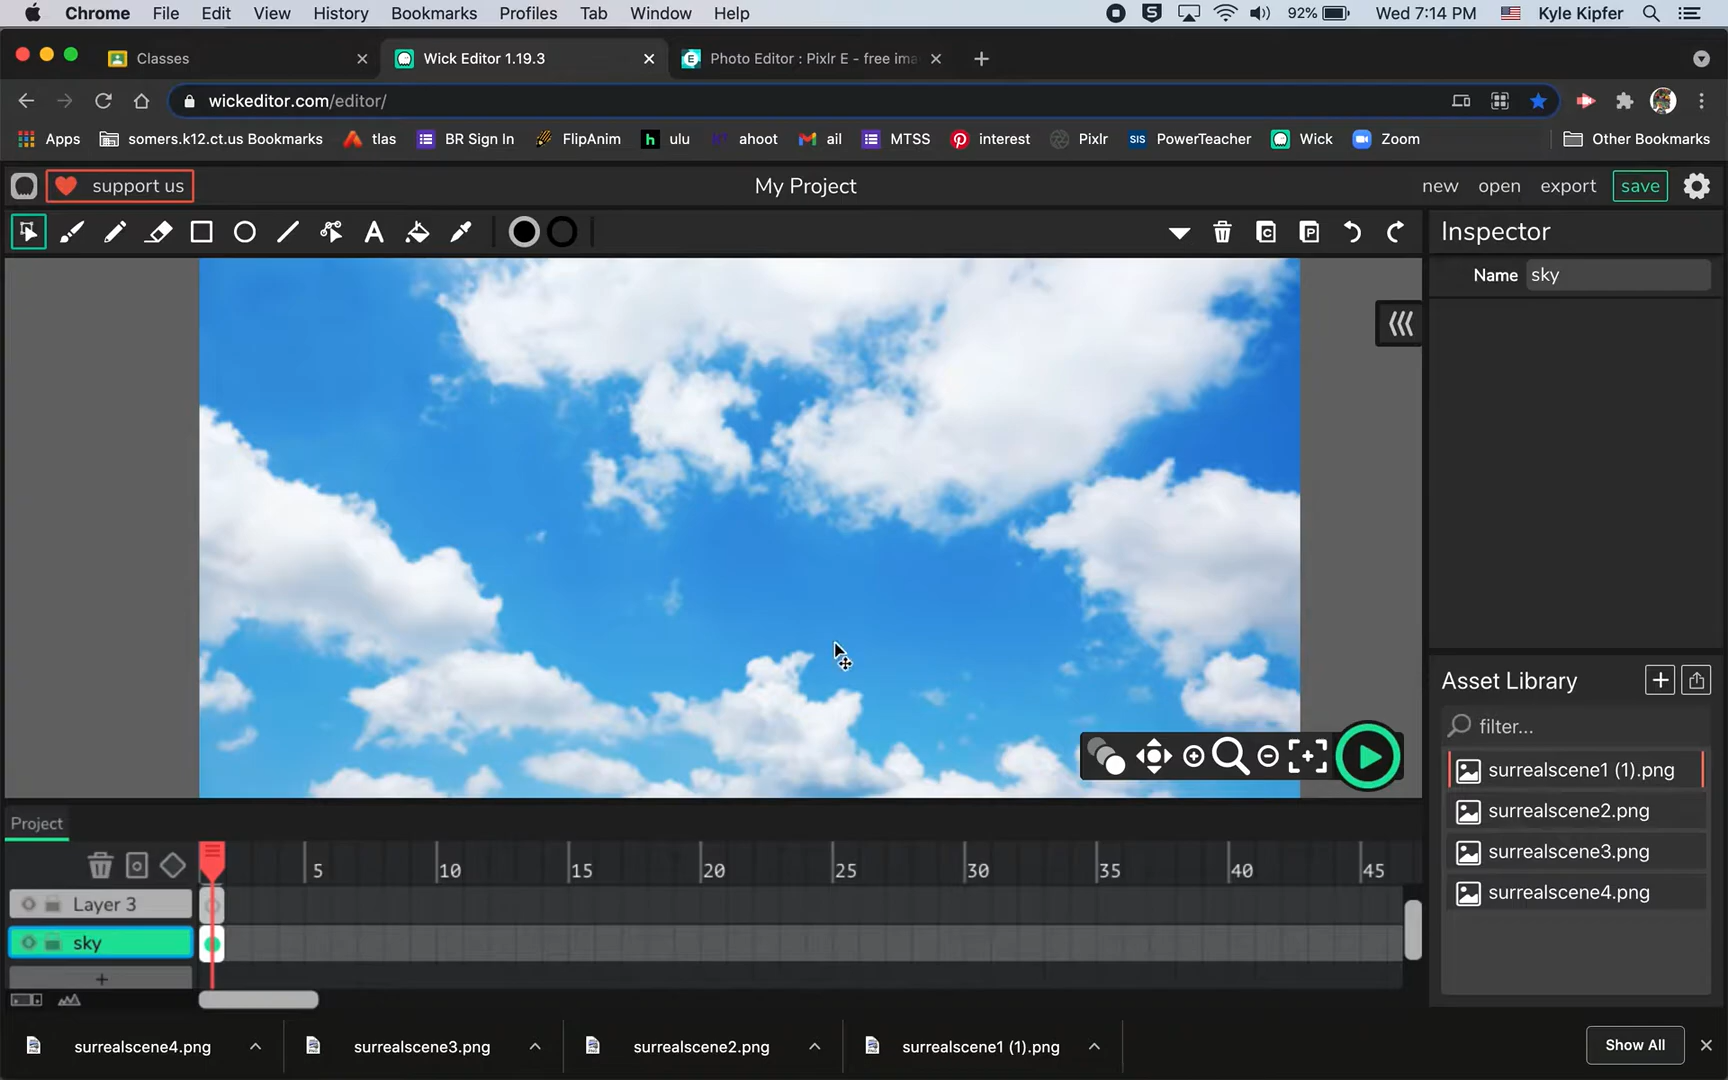 Chrome File Edit View History Bookmarks Profiles Tab Window Help 92% Wed 7:14 PM Kyle Kipfer
Classes Wick Editor 1.19.3 Photo Editor : Pixlr E - free ima
wickeditor.com/editor/
Apps somers.k12.ct.us Bookmarks tlas BR Sign In FlipAnim h ulu ahoot ail MTSS interest Pixlr SIS PowerTeacher Wick Zoom Other Bookmarks
support us My Project new open export save
Inspector
Name sky
Asset Library
filter...
surrealscene1 (1).png
surrealscene2.png
surrealscene3.png
surrealscene4.png
Project
5 10 15 20 25 30 35 40 45
Layer 3
sky
surrealscene4.png surrealscene3.png surrealscene2.png surrealscene1 (1).png Show All